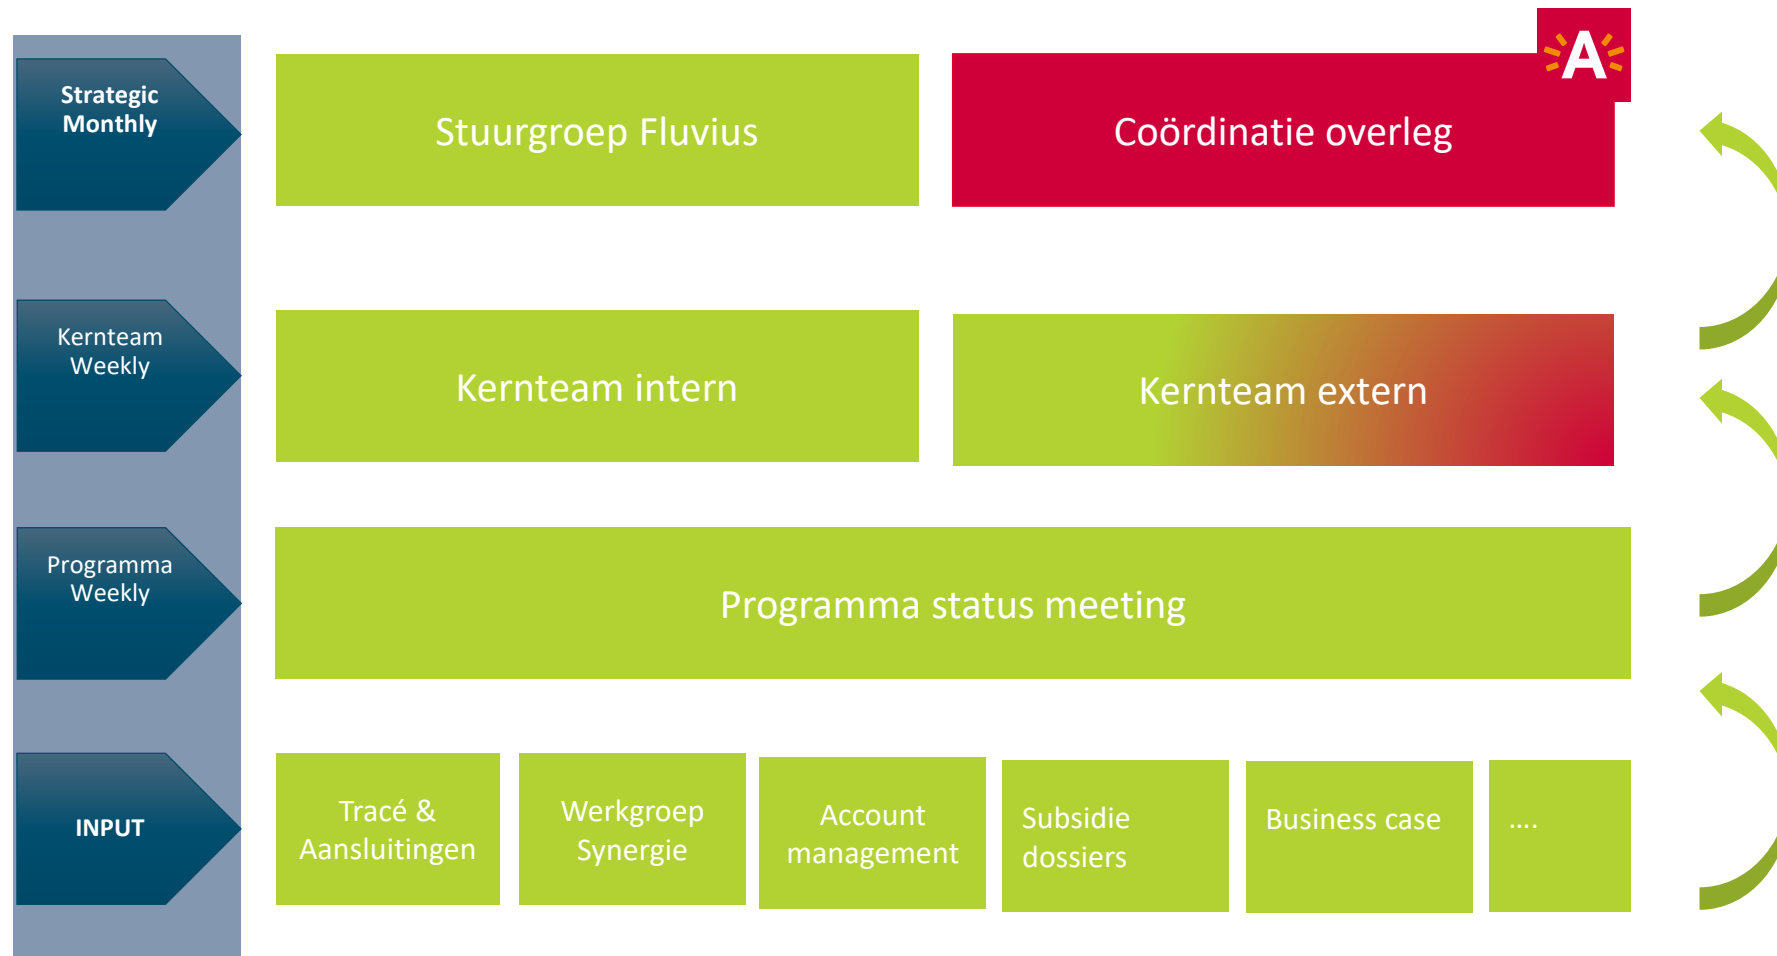 Strategic
Monthly
Stuurgroep Fluvius
Coördinatie overleg
A
Kernteam
Weekly
Kernteam intern
Kernteam extern
Programma
Weekly
Programma status meeting
INPUT
Tracé &
Aansluitingen
Werkgroep
Synergie
Account
management
Subsidie
dossiers
Business case
....